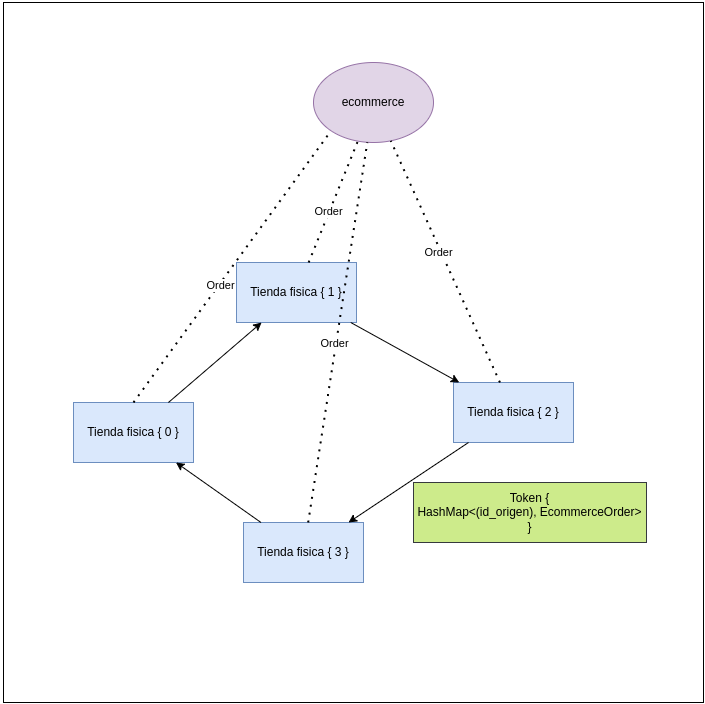 ecommerce
Order
Order
Order
Tienda fisica { 1 }
Order
Tienda fisica { 2 }
Tienda fisica { 0 }
Token {
HashMap<(id_origen), EcommerceOrder>
}
Tienda fisica { 3 }